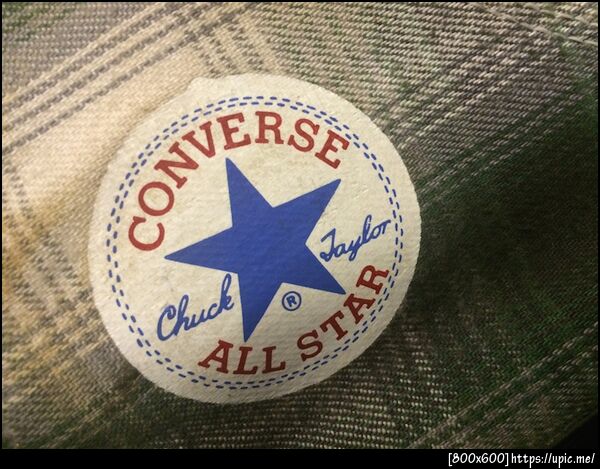 CONVERSE
Chuck Taylor
®
ALL STAR
[800x600]https://upic.me/